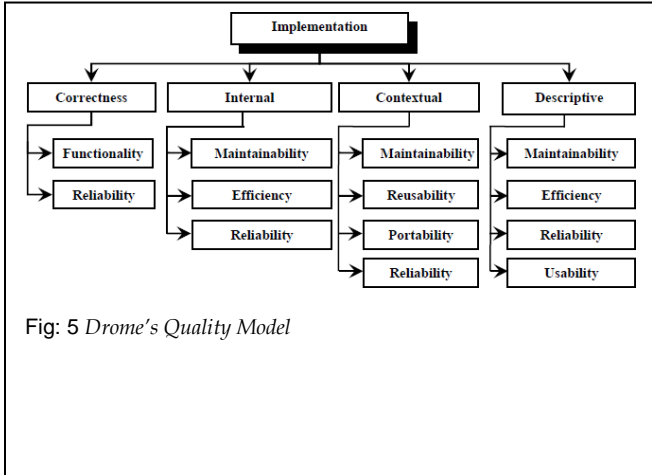 Implementation
Correctness Internal Contextual Descriptive
Functionality Maintainability Maintainability Maintainability
Reliability Efficiency Reusability Efficiency
Reliability Portability Reliability
Reliability Usability
Fig: 5 Drome's Quality Model